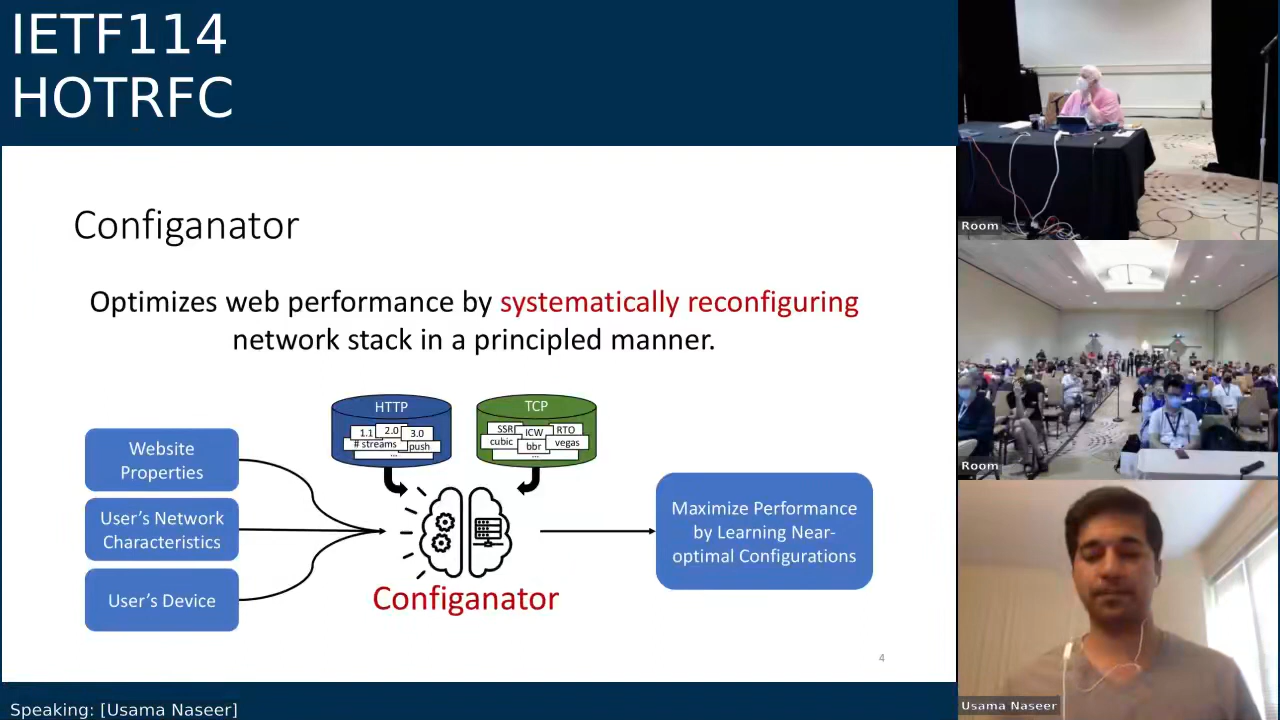 IETF114
HOTRFC
Configanator
Optimizes web performance by systematically reconfiguring
network stack in a principled manner.
HTTP
1.1 2.0 3.0
# streams push
...
TCP
SSR ICW RTO
cubic bbr vegas
...
Website
Properties
User's Network
Characteristics
User's Device
Configanator
Maximize Performance
by Learning Near-
optimal Configurations
4
Speaking: [Usama Naseer]
Room
Room
Usama Naseer